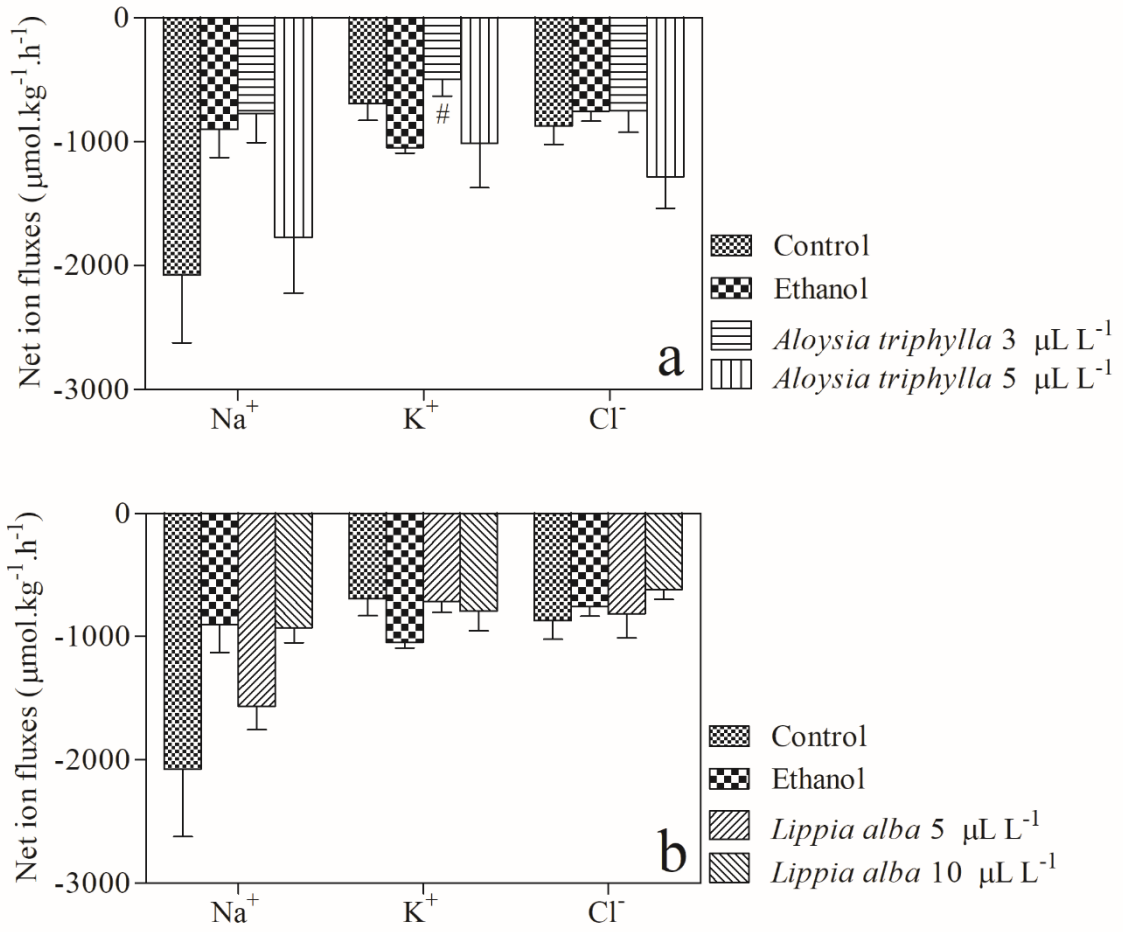 Net ion fluxes (μmol.kg⁻¹.h⁻¹)
0
-1000
-2000
-3000
#
Na⁺
K⁺
Cl⁻
a
Control
Ethanol
Aloysia triphylla 3 μL L⁻¹
Aloysia triphylla 5 μL L⁻¹
Net ion fluxes (μmol.kg⁻¹.h⁻¹)
0
-1000
-2000
-3000
Na⁺
K⁺
Cl⁻
b
Control
Ethanol
Lippia alba 5 μL L⁻¹
Lippia alba 10 μL L⁻¹